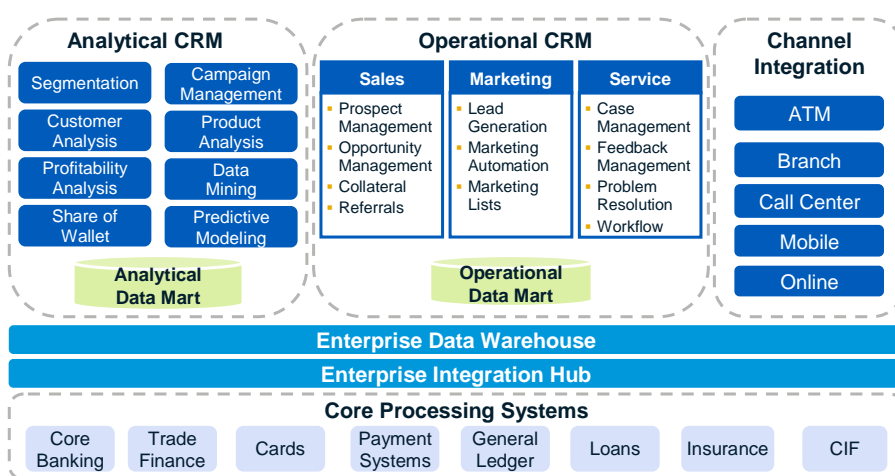 Analytical CRM
Segmentation
Campaign
Management
Customer
Analysis
Product
Analysis
Profitability
Analysis
Data
Mining
Share of
Wallet
Predictive
Modeling
Analytical
Data Mart
Operational CRM
Sales
Prospect
Management
Opportunity
Management
Collateral
Referrals
Marketing
Lead
Generation
Marketing
Automation
Marketing
Lists
Service
Case
Management
Feedback
Management
Problem
Resolution
Workflow
Operational
Data Mart
Channel
Integration
ATM
Branch
Call Center
Mobile
Online
Enterprise Data Warehouse
Enterprise Integration Hub
Core Processing Systems
Core
Banking
Trade
Finance
Cards
Payment
Systems
General
Ledger
Loans
Insurance
CIF